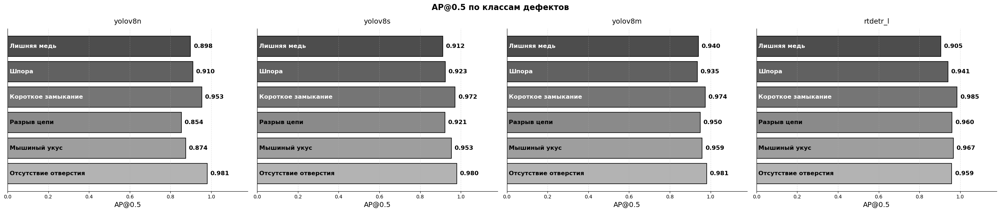 AP@0.5 по классам дефектов
yolov8n
Лишняя медь 0.898
Шпора 0.910
Короткое замыкание 0.953
Разрыв цепи 0.854
Мышиный укус 0.874
Отсутствие отверстия 0.981
0.0 0.2 0.4 0.6 0.8 1.0
AP@0.5
yolov8s
Лишняя медь 0.912
Шпора 0.923
Короткое замыкание 0.972
Разрыв цепи 0.921
Мышиный укус 0.953
Отсутствие отверстия 0.980
0.0 0.2 0.4 0.6 0.8 1.0
AP@0.5
yolov8m
Лишняя медь 0.940
Шпора 0.935
Короткое замыкание 0.974
Разрыв цепи 0.950
Мышиный укус 0.959
Отсутствие отверстия 0.981
0.0 0.2 0.4 0.6 0.8 1.0
AP@0.5
rtdetr_l
Лишняя медь 0.905
Шпора 0.941
Короткое замыкание 0.985
Разрыв цепи 0.960
Мышиный укус 0.967
Отсутствие отверстия 0.959
0.0 0.2 0.4 0.6 0.8 1.0
AP@0.5